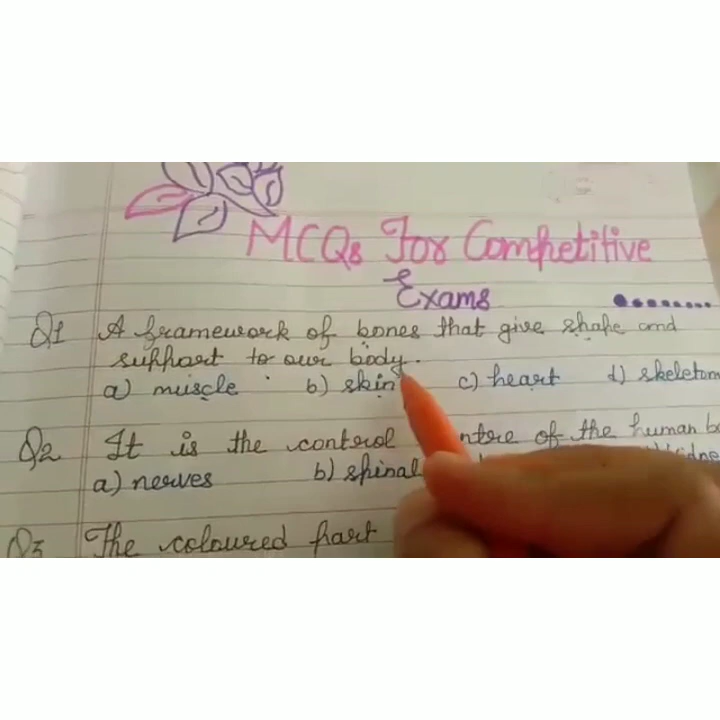 MCQs For Competitive
Exams
Q1 A framework of bones that give shape and
support to our body.
a) muscle b) skin c) heart d) skeleton
Q2 It is the control of the human
a) nerves b) spinal
Q3 The coloured part